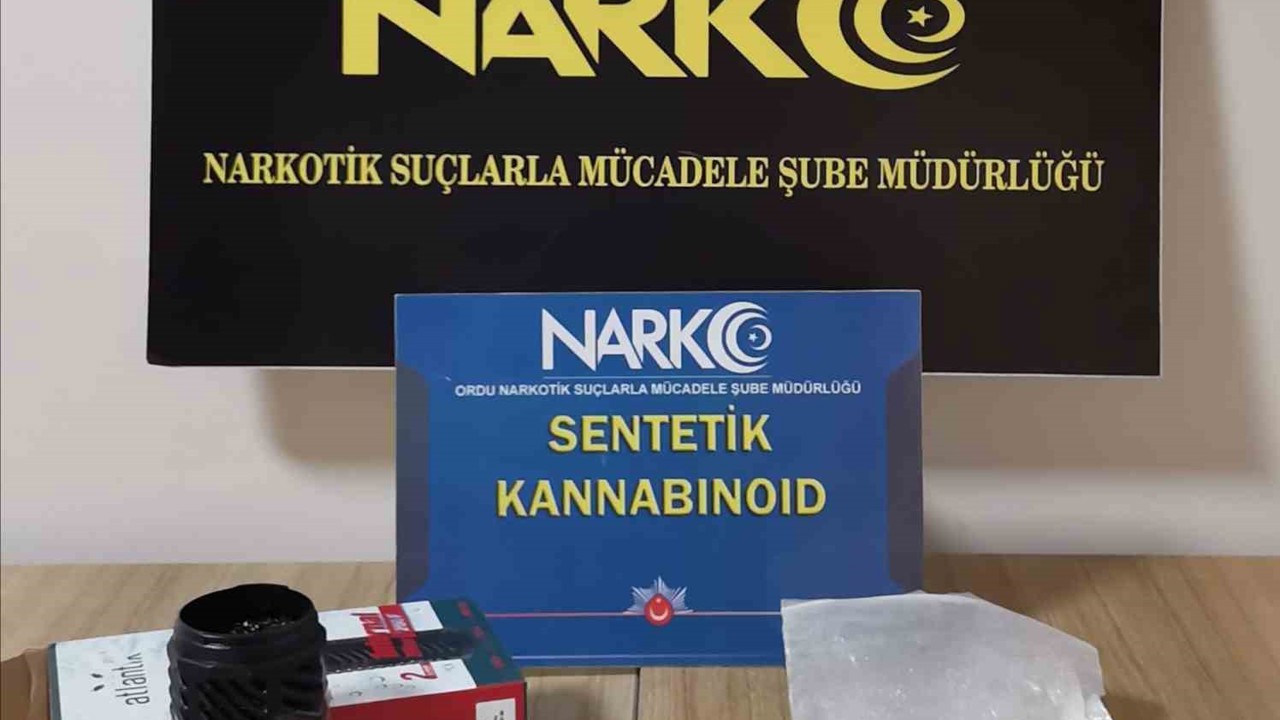 NARKO
NARKOTİK SUÇLARLA MÜCADELE ŞUBE MÜDÜRLÜĞÜ
NARKO
ORDU NARKOTİK SUÇLARLA MÜCADELE ŞUBE MÜDÜRLÜĞÜ
SENTETİK
KANNABINOID
atlantik